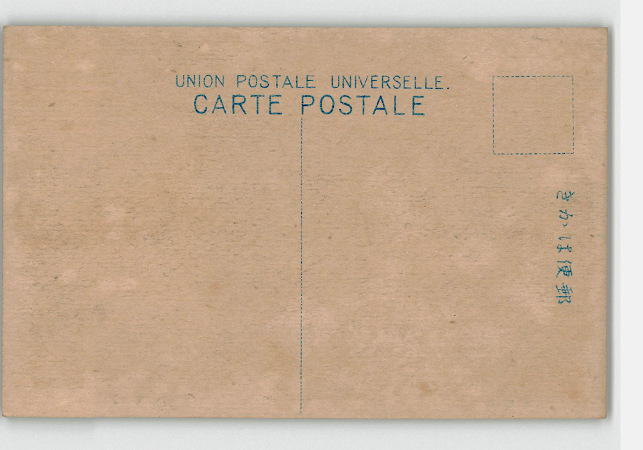 UNION POSTALE UNIVERSELLE.
CARTE POSTALE
きかは便郵